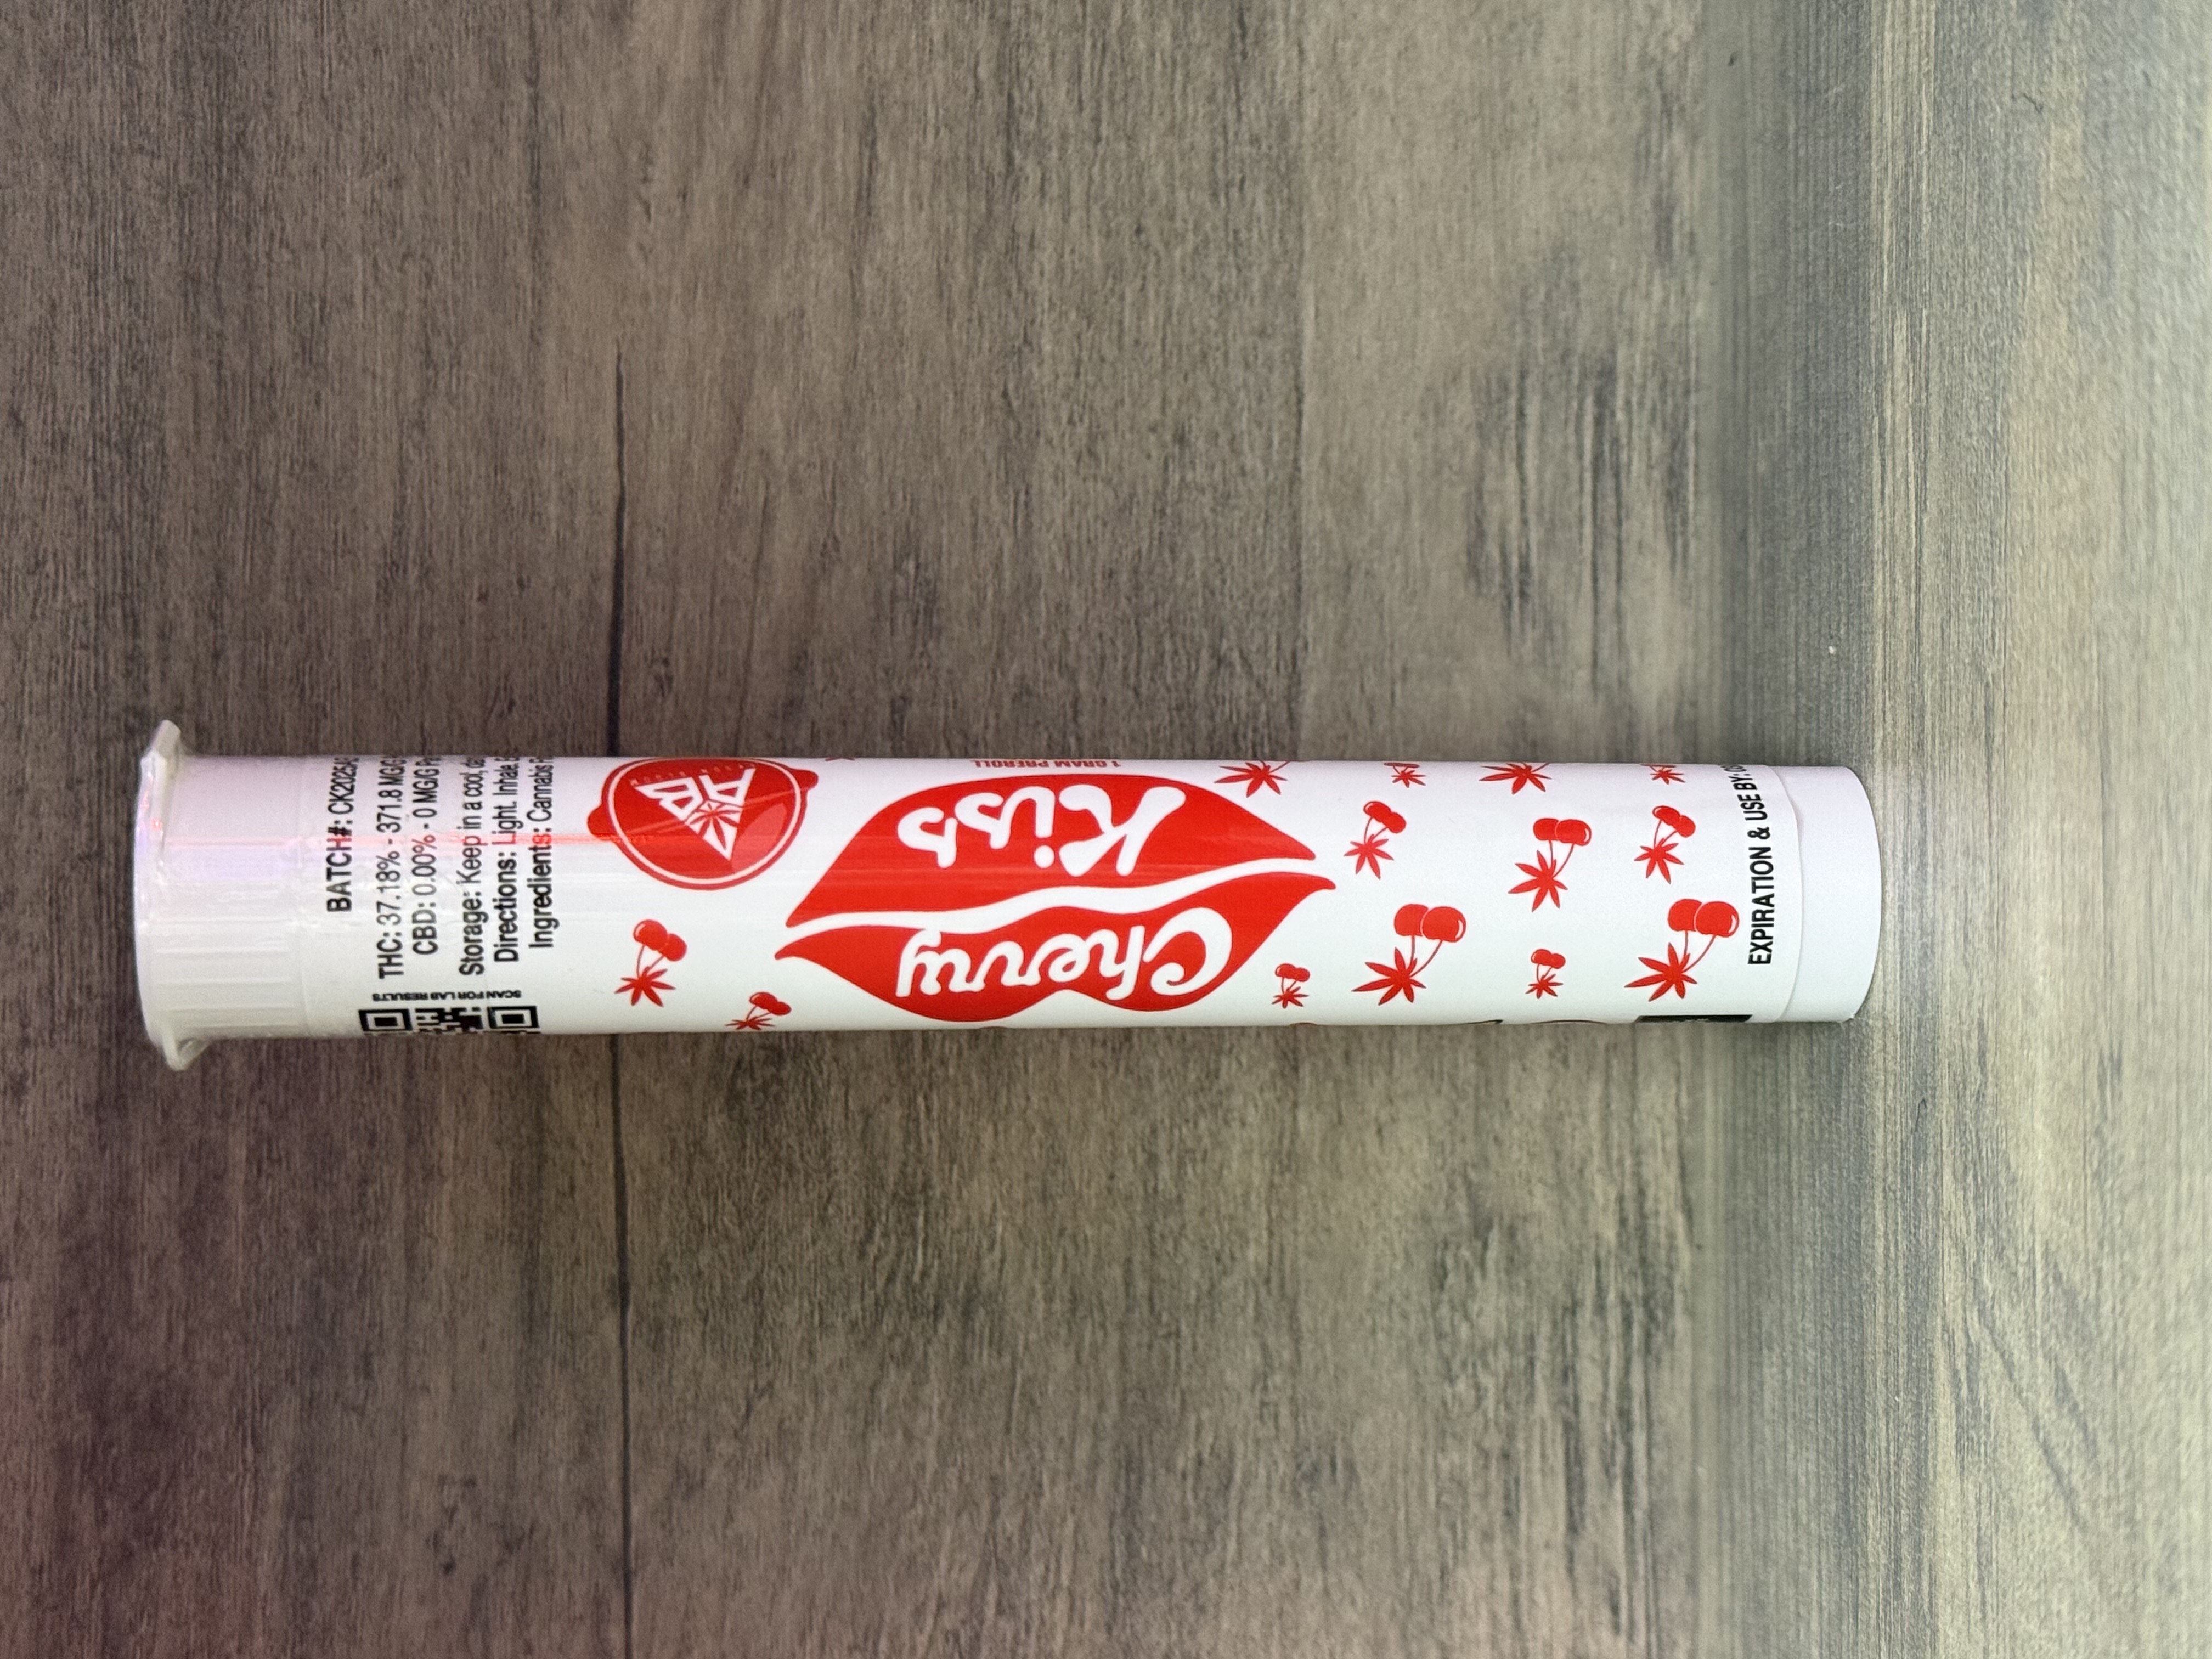 BATCH#: CK2025
THC: 37.18% - 371.8 MG/G
CBD: 0.00% - 0 MG/G
Storage: Keep in a cool,
Directions: Light. Inhale.
Ingredients: Cannabis
SCAN FOR LAB RESULTS
Cherry
Kiss
1 GRAM PREROLL
EXPIRATION & USE BY: